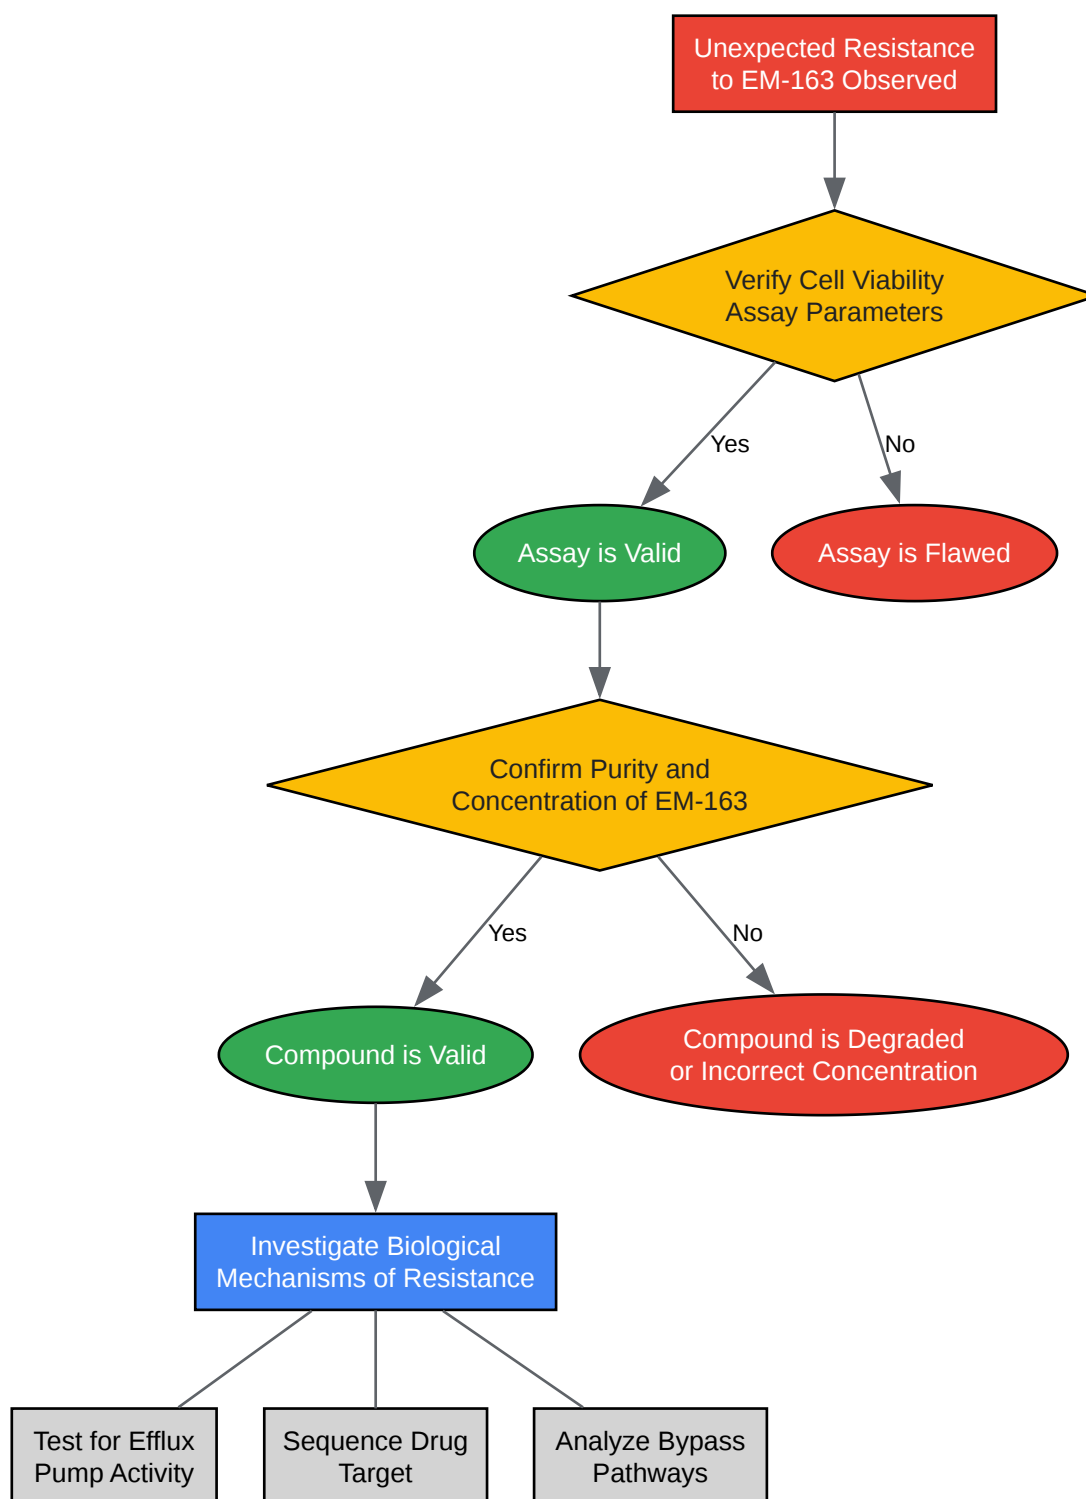 Unexpected Resistance
to EM-163 Observed
Verify Cell Viability
Assay Parameters
Yes
No
Assay is Valid
Assay is Flawed
Confirm Purity and
Concentration of EM-163
Yes
No
Compound is Valid
Compound is Degraded
or Incorrect Concentration
Investigate Biological
Mechanisms of Resistance
Test for Efflux
Pump Activity
Sequence Drug
Target
Analyze Bypass
Pathways